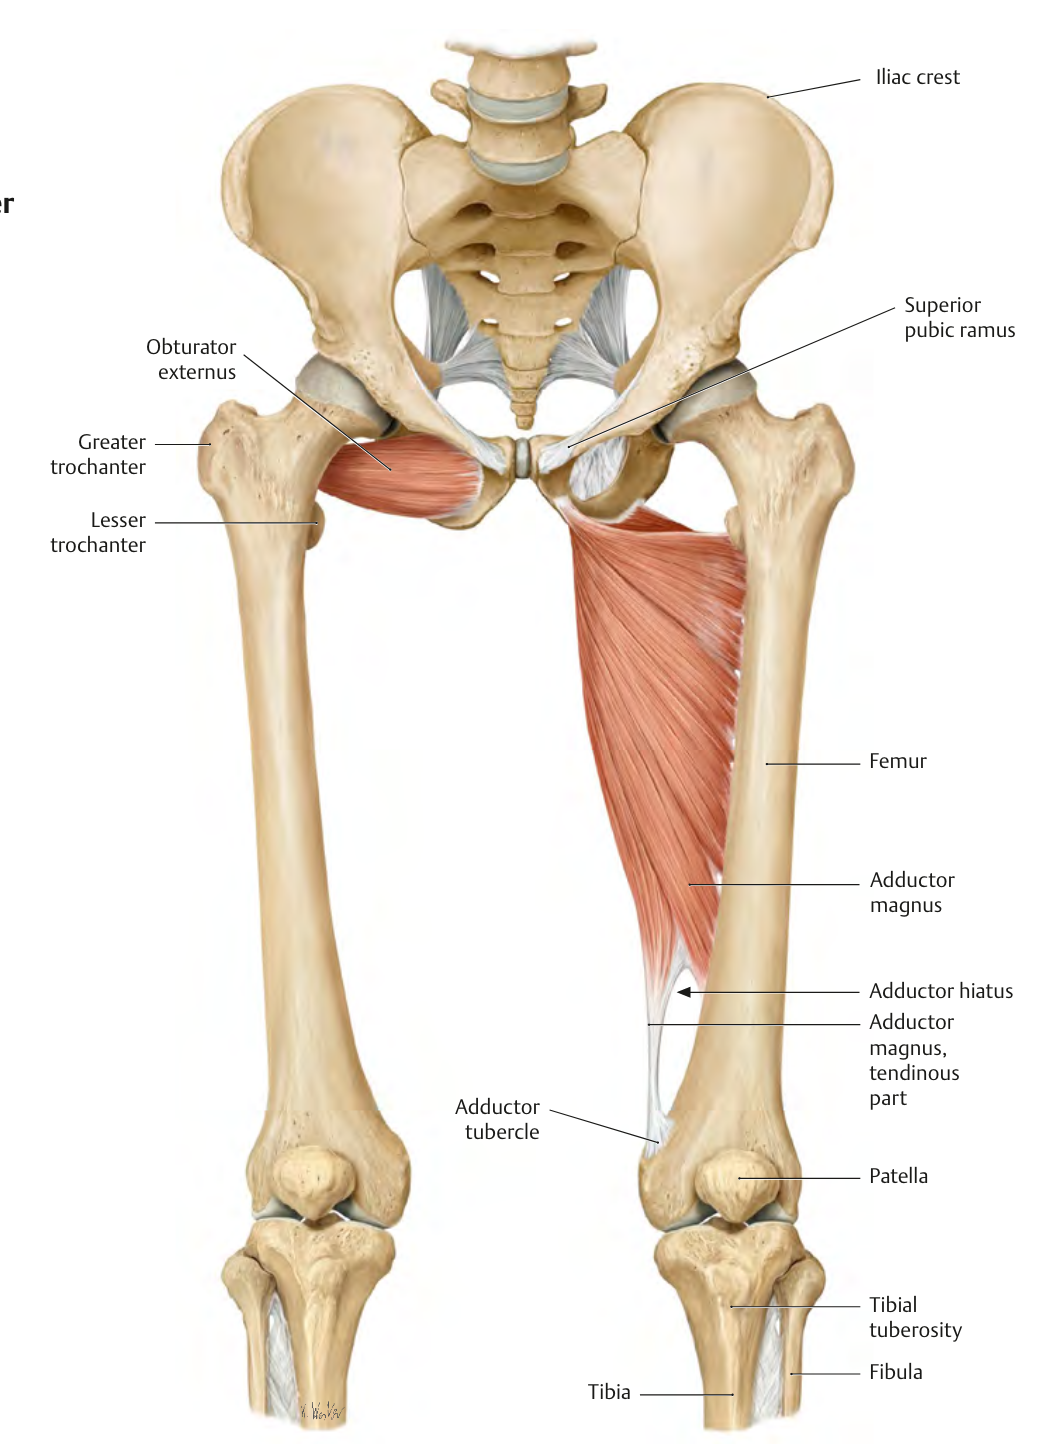 Iliac crest
er
Superior
pubic ramus
Obturator
externus
Greater
trochanter
Lesser
trochanter
Femur
Adductor
magnus
Adductor hiatus
Adductor
magnus,
tendinous
part
Adductor
tubercle
Patella
Tibial
tuberosity
Fibula
Tibia